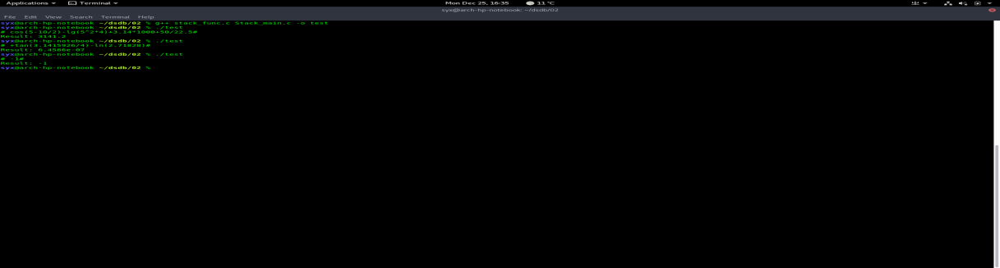 Applications Terminal Mon Dec 25, 16:35 11 °C
syx@arch-hp-notebook: ~/dsdb/02
File Edit View Search Terminal Help
syx@arch-hp-notebook ~/dsdb/02 % g++ stack_func.c Stack_main.c -o test
syx@arch-hp-notebook ~/dsdb/02 % ./test
# cos(5-10/2)-lg(5^2*4)+3.14*1000+50/22.5#
Result: 3141.2
syx@arch-hp-notebook ~/dsdb/02 % ./test
# +tan(3.1415926/4)-ln(2.71828)#
Result: 6.4586e-07
syx@arch-hp-notebook ~/dsdb/02 % ./test
# -1#
Result: -1
syx@arch-hp-notebook ~/dsdb/02 %